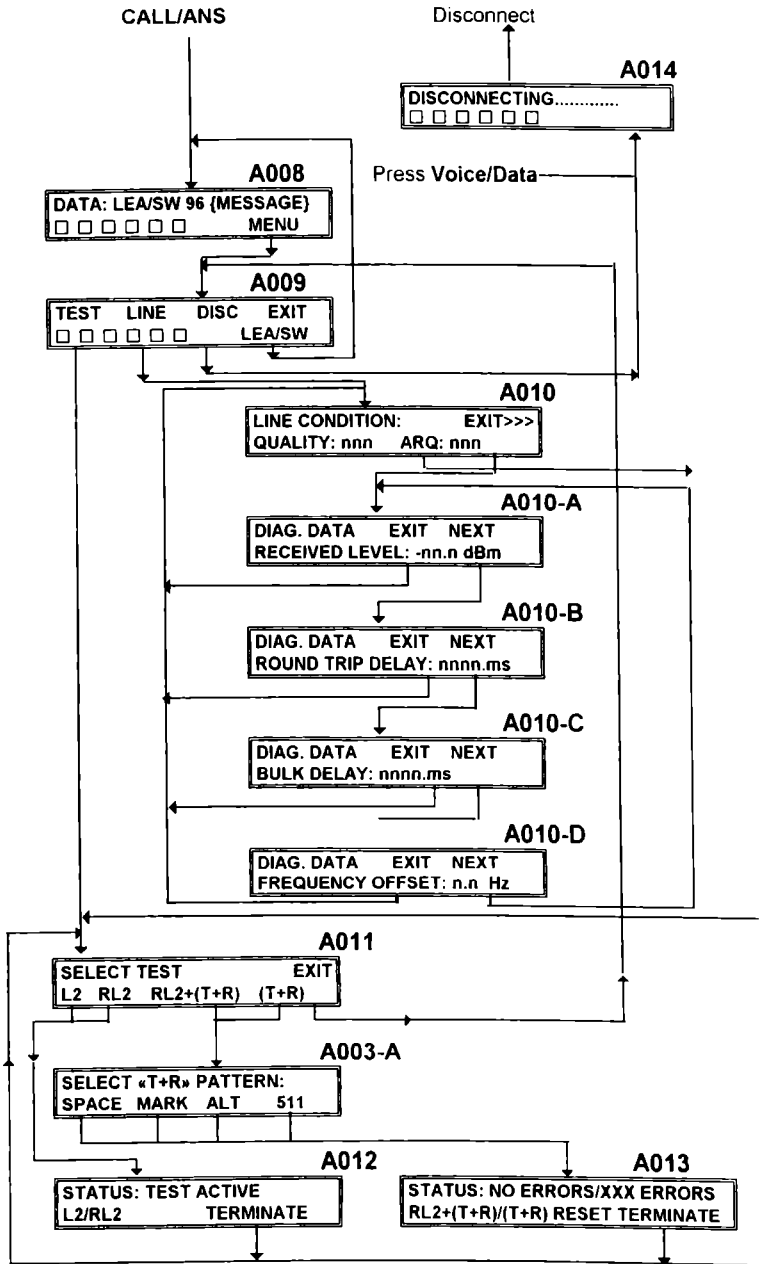 CALL/ANS
Disconnect
A014
DISCONNECTING.............
Press Voice/Data
A008
DATA: LEA/SW 96 {MESSAGE}
MENU
A009
TEST LINE DISC EXIT
LEA/SW
A010
LINE CONDITION: EXIT>>>
QUALITY: nnn ARQ: nnn
A010-A
DIAG. DATA EXIT NEXT
RECEIVED LEVEL: -nn.n dBm
A010-B
DIAG. DATA EXIT NEXT
ROUND TRIP DELAY: nnnn.ms
A010-C
DIAG. DATA EXIT NEXT
BULK DELAY: nnnn.ms
A010-D
DIAG. DATA EXIT NEXT
FREQUENCY OFFSET: n.n Hz
A011
SELECT TEST EXIT
L2 RL2 RL2+(T+R) (T+R)
A003-A
SELECT «T+R» PATTERN:
SPACE MARK ALT 511
A012
STATUS: TEST ACTIVE
L2/RL2 TERMINATE
A013
STATUS: NO ERRORS/XXX ERRORS
RL2+(T+R)/(T+R) RESET TERMINATE